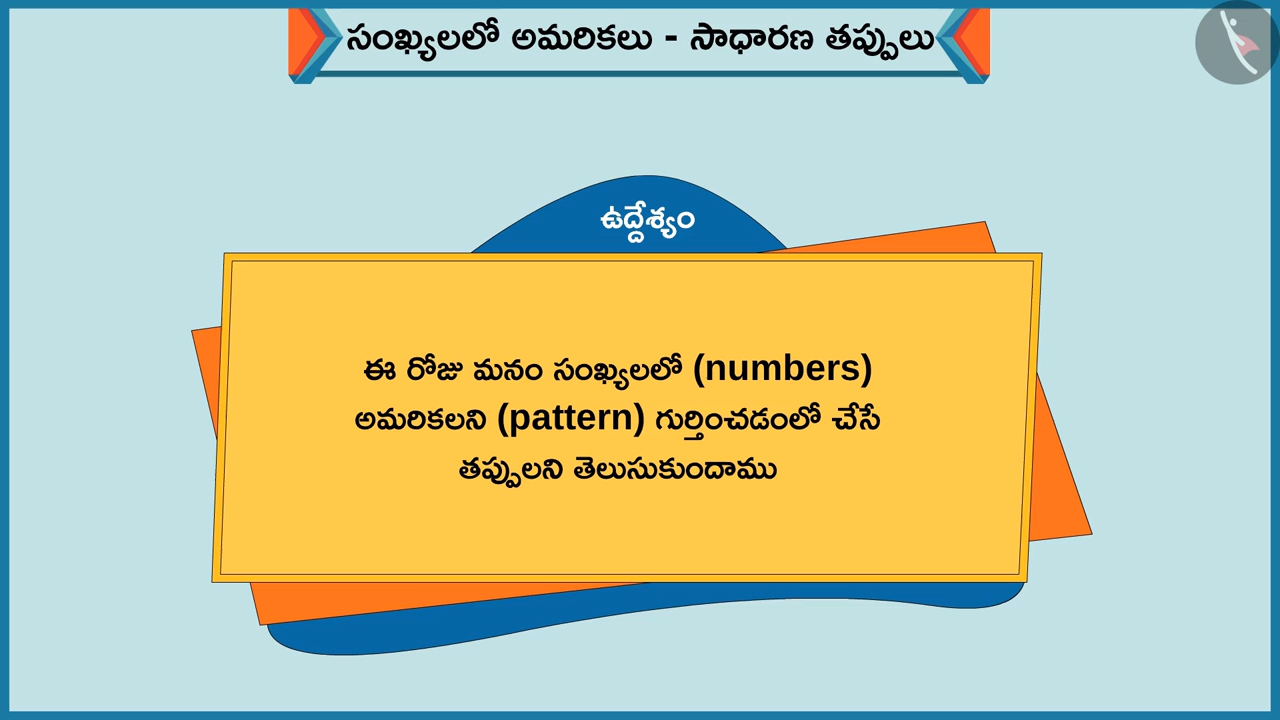 సంఖ్యలలో అమరికలు - సాధారణ తప్పులు
ఉద్దేశ్యం
ఈ రోజు మనం సంఖ్యలలో (numbers)
అమరికలని (pattern) గుర్తించడంలో చేసే
తప్పులని తెలుసుకుందాము